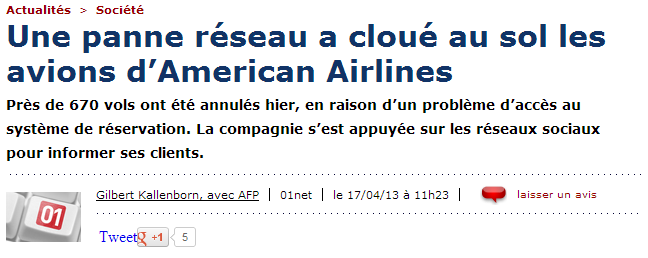 Actualités > Société
Une panne réseau a cloué au sol les
avions d’American Airlines
Près de 670 vols ont été annulés hier, en raison d’un problème d’accès au
système de réservation. La compagnie s’est appuyée sur les réseaux sociaux
pour informer ses clients.
01
Gilbert Kallenborn, avec AFP | 01net | le 17/04/13 à 11h23 | laisser un avis
Tweet g +1 5